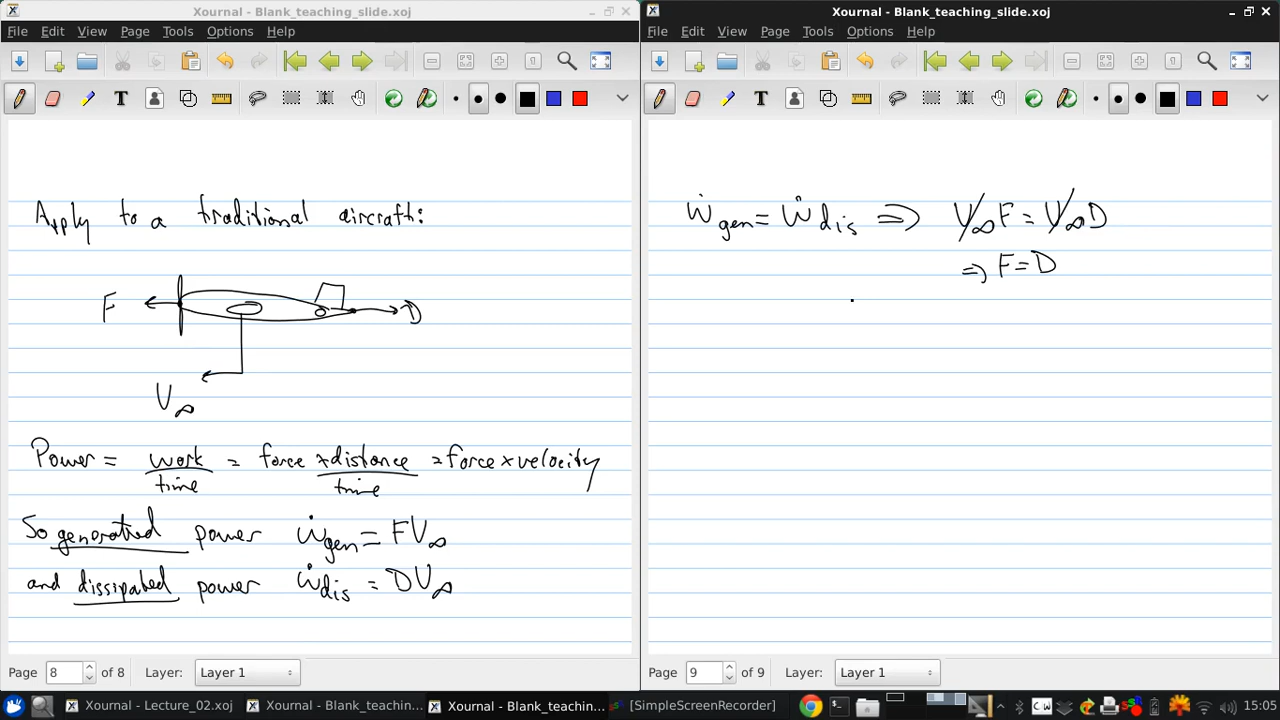 Xournal - Blank_teaching_slide.xoj
File Edit View Page Tools Options Help
Apply to a traditional aircraft:
F
D
V∞
Power = work/time = force × distance/time = force × velocity
So generated power Ẇgen = FV∞
and dissipated power Ẇdis = DV∞
Page 8 of 8 Layer: Layer 1
Xournal - Blank_teaching_slide.xoj
File Edit View Page Tools Options Help
Ẇgen = Ẇdis ⇒ V∞F = V∞D
⇒ F = D
Page 9 of 9 Layer: Layer 1
Xournal - Lecture_02.xoj
Xournal - Blank_teachin...
Xournal - Blank_teachin...
[SimpleScreenRecorder]
15:05